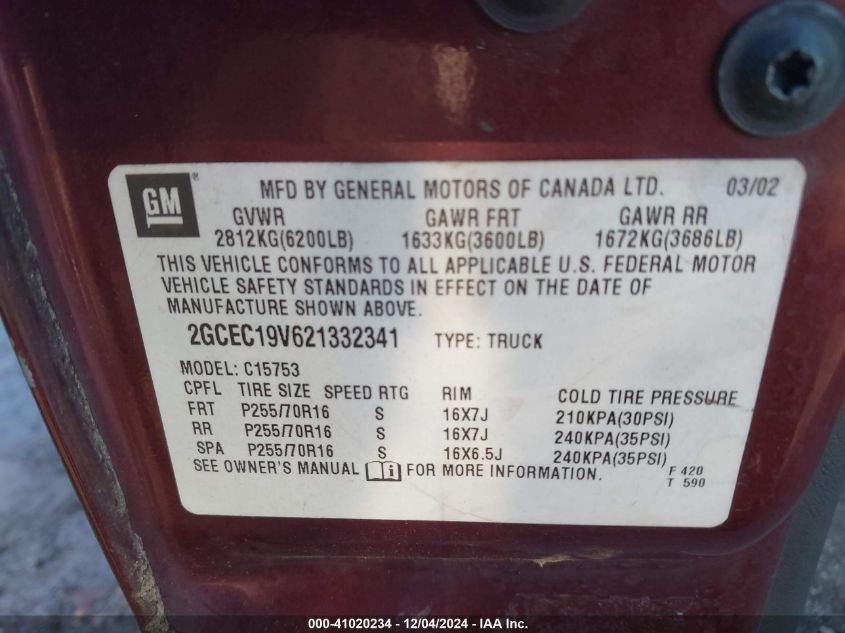 GM ® MFD BY GENERAL MOTORS OF CANADA LTD. 03/02
GVWR GAWR FRT GAWR RR
2812KG(6200LB) 1633KG(3600LB) 1672KG(3686LB)
THIS VEHICLE CONFORMS TO ALL APPLICABLE U.S. FEDERAL MOTOR
VEHICLE SAFETY STANDARDS IN EFFECT ON THE DATE OF
MANUFACTURE SHOWN ABOVE.
2GCEC19V621332341 TYPE: TRUCK
MODEL: C15753
CPFL TIRE SIZE SPEED RTG RIM COLD TIRE PRESSURE
FRT P255/70R16 S 16X7J 210KPA(30PSI)
RR P255/70R16 S 16X7J 240KPA(35PSI)
SPA P255/70R16 S 16X6.5J 240KPA(35PSI)
SEE OWNER'S MANUAL FOR MORE INFORMATION. F 420
T 590
000-41020234 - 12/04/2024 - IAA Inc.